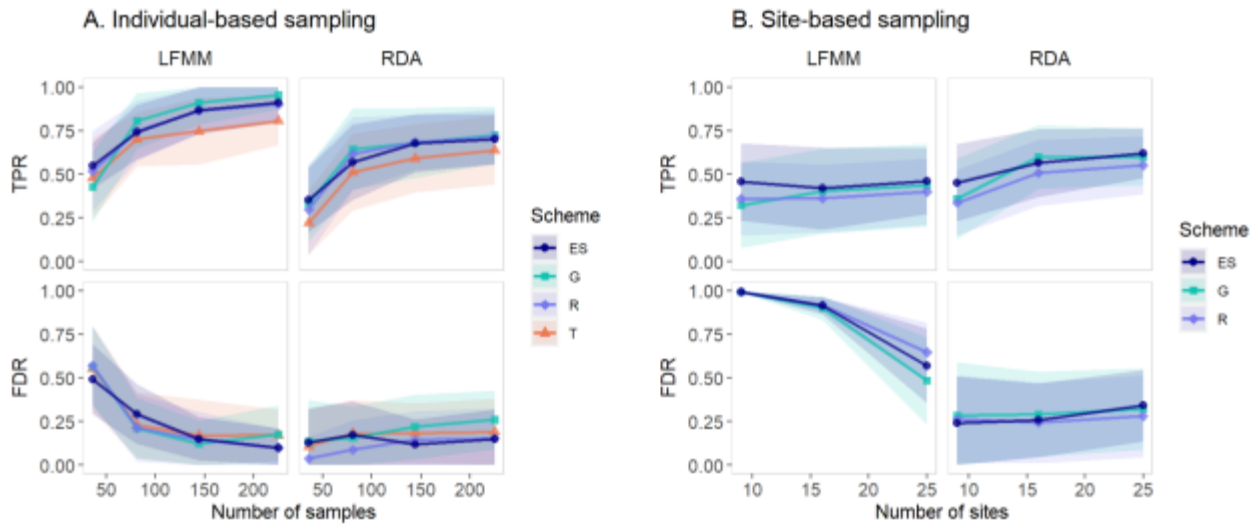 A. Individual-based sampling
LFMM
RDA
TPR
1.00
0.75
0.50
0.25
0.00
FDR
1.00
0.75
0.50
0.25
0.00
50
100
150
200
50
100
150
200
Number of samples
Scheme
ES
G
R
T
B. Site-based sampling
LFMM
RDA
TPR
1.00
0.75
0.50
0.25
0.00
FDR
1.00
0.75
0.50
0.25
0.00
10
15
20
25
10
15
20
25
Number of sites
Scheme
ES
G
R